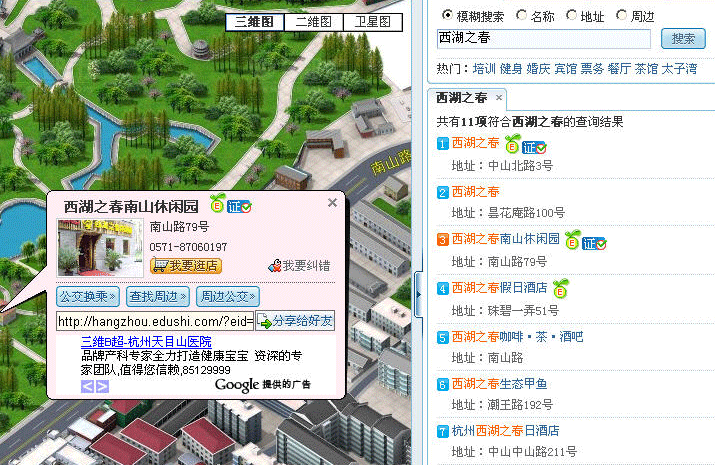 三维图 二维图 卫星图
南山路
西湖之春南山休闲园 E 证
南山路79号
0571-87060197
我要逛店 我要纠错
公交换乘» 查找周边» 周边公交»
http://hangzhou.edushi.com/?eid= 分享给好友
三维B超-杭州天目山医院
品牌产科专家全力打造健康宝宝 资深的专
家团队,值得您信赖,85129999
Google 提供的广告
模糊搜索 名称 地址 周边
西湖之春 搜索
热门：培训 健身 婚庆 宾馆 票务 餐厅 茶馆 太子湾
西湖之春 ×
共有11项符合西湖之春的查询结果
1 西湖之春 E 证
地址：中山北路3号
2 西湖之春
地址：昙花庵路100号
3 西湖之春南山休闲园 E 证
地址：南山路79号
4 西湖之春假日酒店 E
地址：珠碧一弄51号
5 西湖之春咖啡·茶·酒吧
地址：南山路
6 西湖之春生态甲鱼
地址：潮王路192号
7 杭州西湖之春日酒店
地址：中山中山路211号